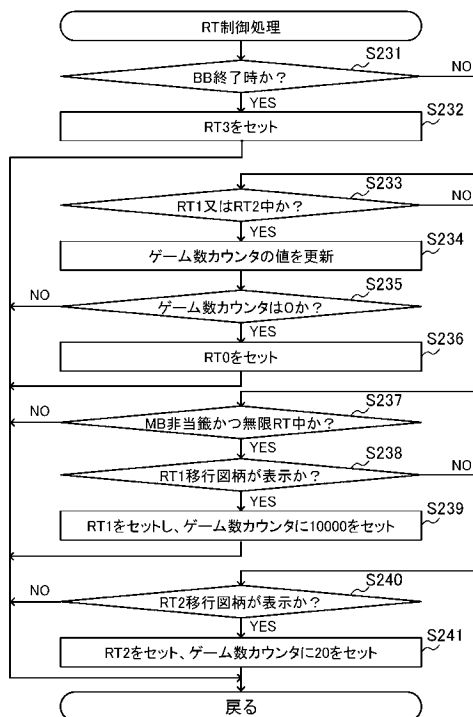 RT制御処理
S231
BB終了時か?
NO
YES
S232
RT3をセット
S233
RT1又はRT2中か?
NO
YES
S234
ゲーム数カウンタの値を更新
S235
NO
ゲーム数カウンタは0か?
YES
S236
RT0をセット
S237
NO
MB非当籤かつ無限RT中か?
YES
S238
RT1移行図柄が表示か?
NO
YES
S239
RT1をセットし、ゲーム数カウンタに10000をセット
S240
NO
RT2移行図柄が表示か?
YES
S241
RT2をセット、ゲーム数カウンタに20をセット
戻る